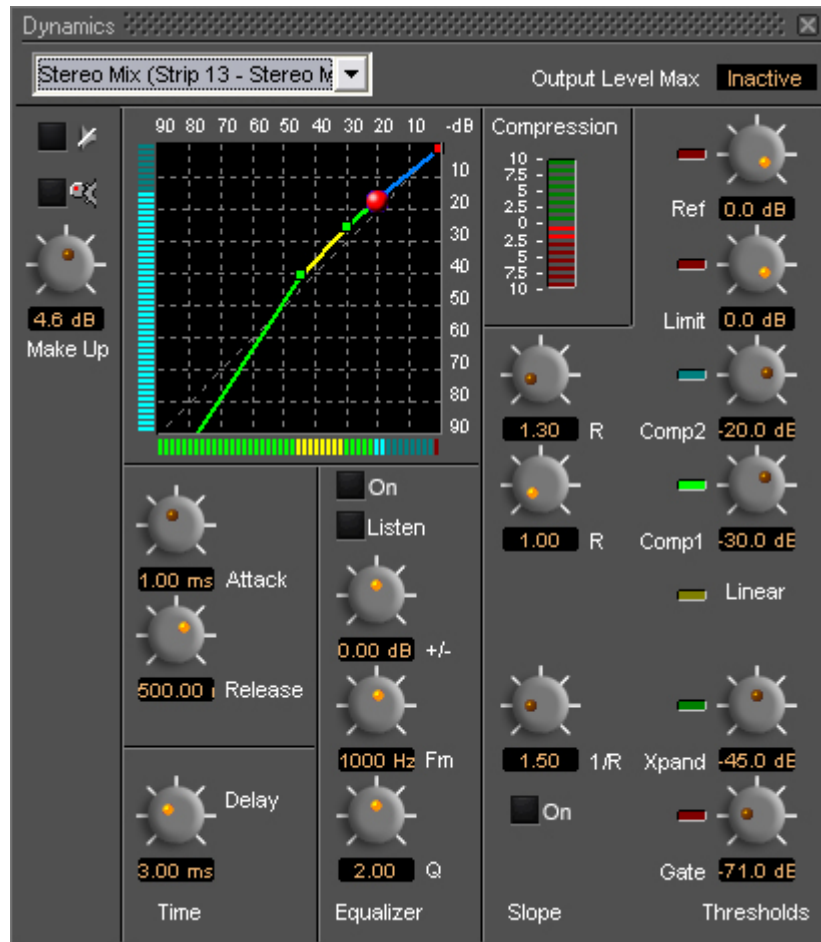 Dynamics
Stereo Mix (Strip 13 - Stereo M
Output Level Max Inactive
90 80 70 60 50 40 30 20 10 -dB
10
20
30
40
50
60
70
80
90
4.6 dB
Make Up
Compression
10
7.5
5
2.5
0
2.5
5
7.5
10
Ref 0.0 dB
Limit 0.0 dB
1.30 R Comp2 -20.0 dB
1.00 R Comp1 -30.0 dB
Linear
1.50 1/R Xpand -45.0 dB
On
Gate -71.0 dB
Slope Thresholds
1.00 ms Attack
500.00 Release
Delay
3.00 ms
Time
On
Listen
0.00 dB +/-
1000 Hz Fm
2.00 Q
Equalizer